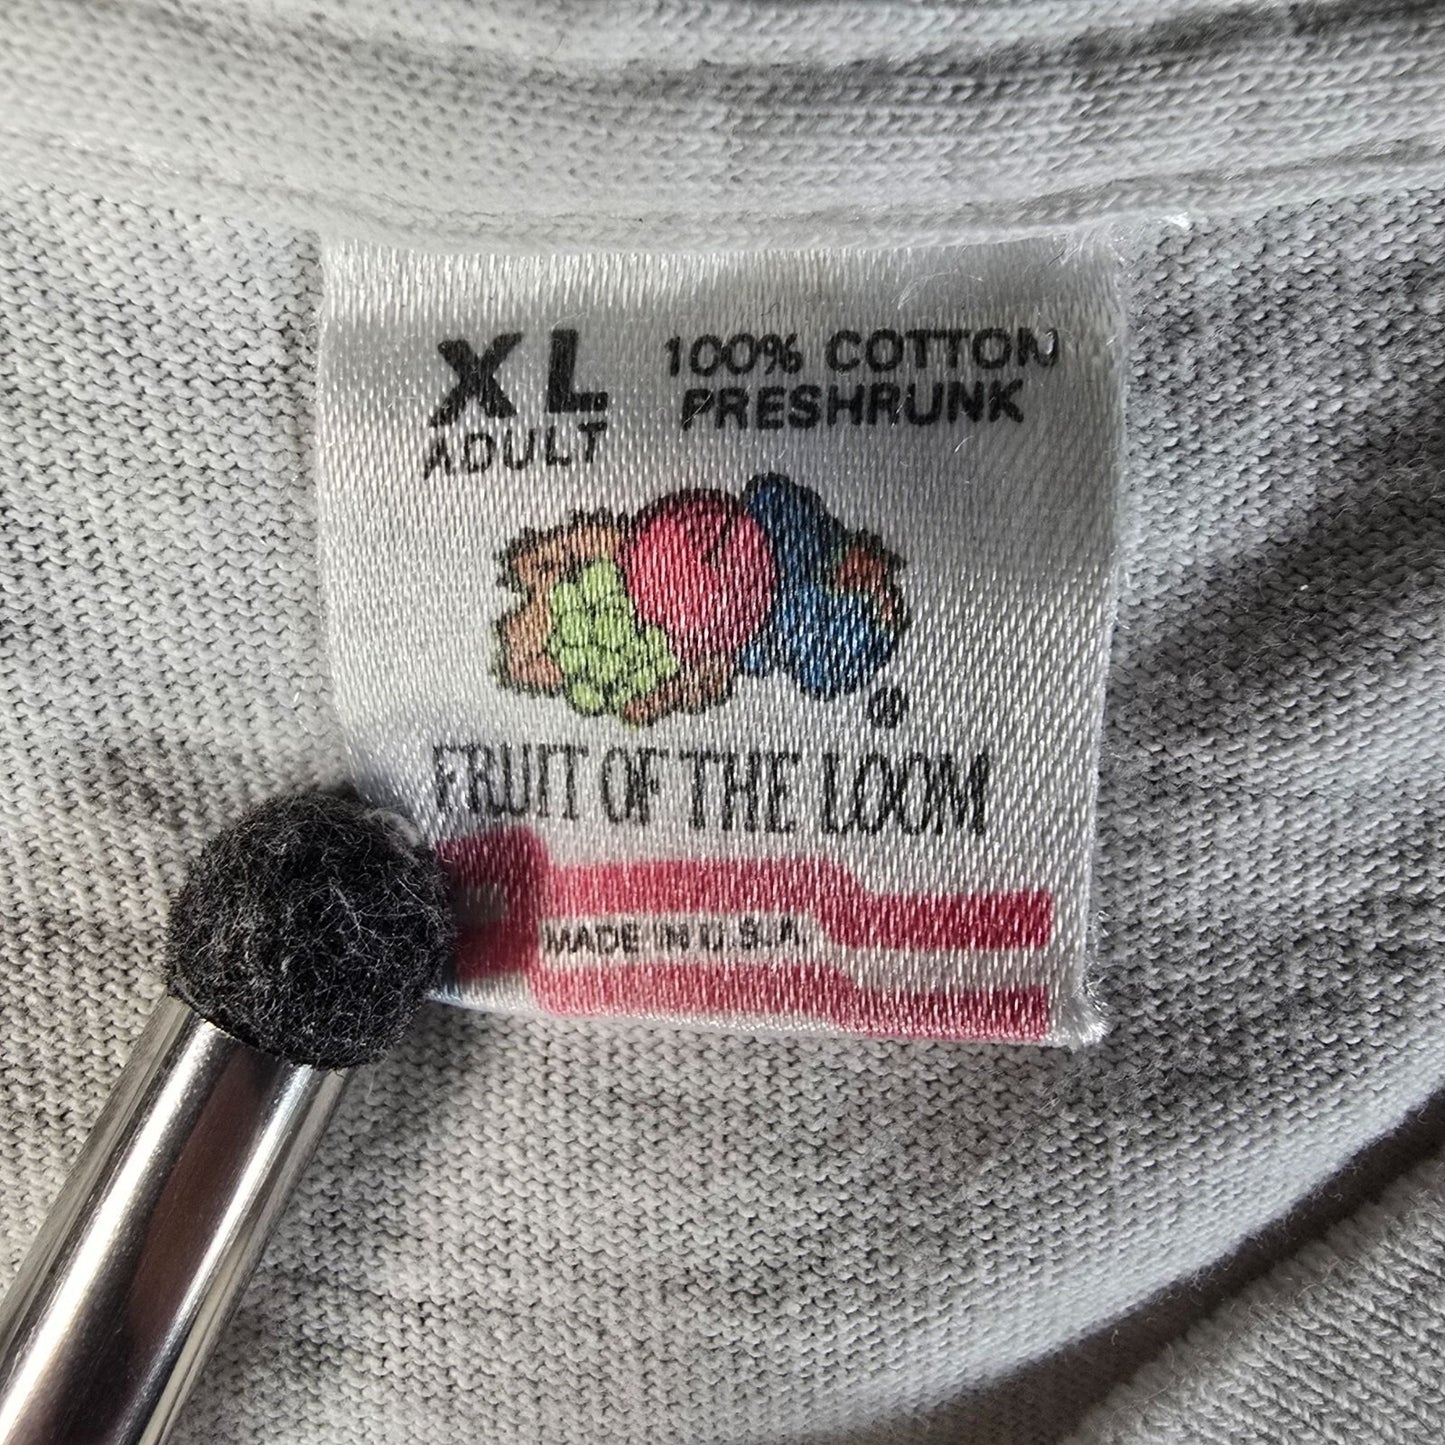 XL
ADULT
100% COTTON
PRESHRUNK
®
FRUIT OF THE LOOM
MADE IN U.S.A.